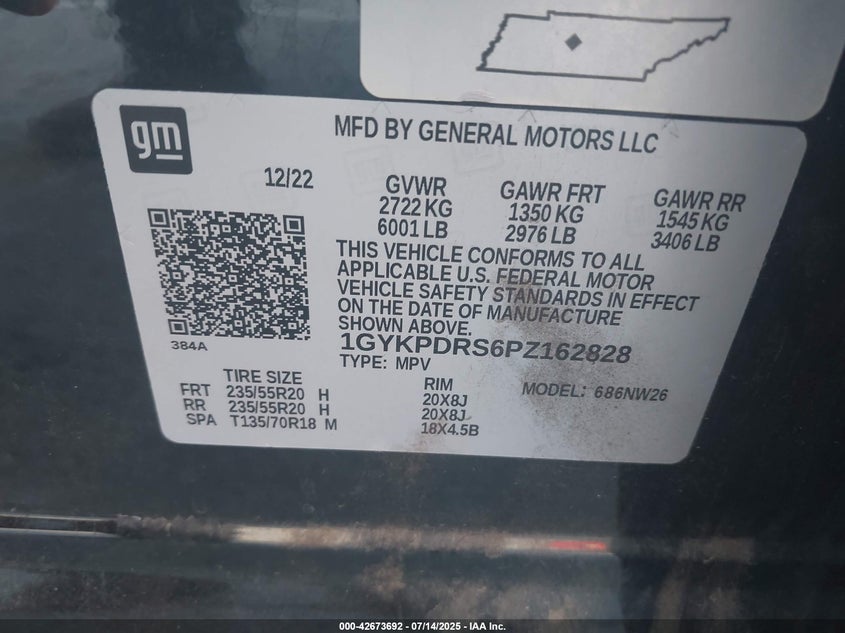 gm
MFD BY GENERAL MOTORS LLC
12/22
GVWR
2722 KG
6001 LB
GAWR FRT
1350 KG
2976 LB
GAWR RR
1545 KG
3406 LB
THIS VEHICLE CONFORMS TO ALL
APPLICABLE U.S. FEDERAL MOTOR
VEHICLE SAFETY STANDARDS IN EFFECT
ON THE DATE OF MANUFACTURE
SHOWN ABOVE.
384A
1GYKPDRS6PZ162828
TYPE: MPV
TIRE SIZE
FRT 235/55R20 H
RR 235/55R20 H
SPA T135/70R18 M
RIM
20X8J
20X8J
18X4.5B
MODEL: 686NW26
000-42673692 - 07/14/2025 - IAA Inc.